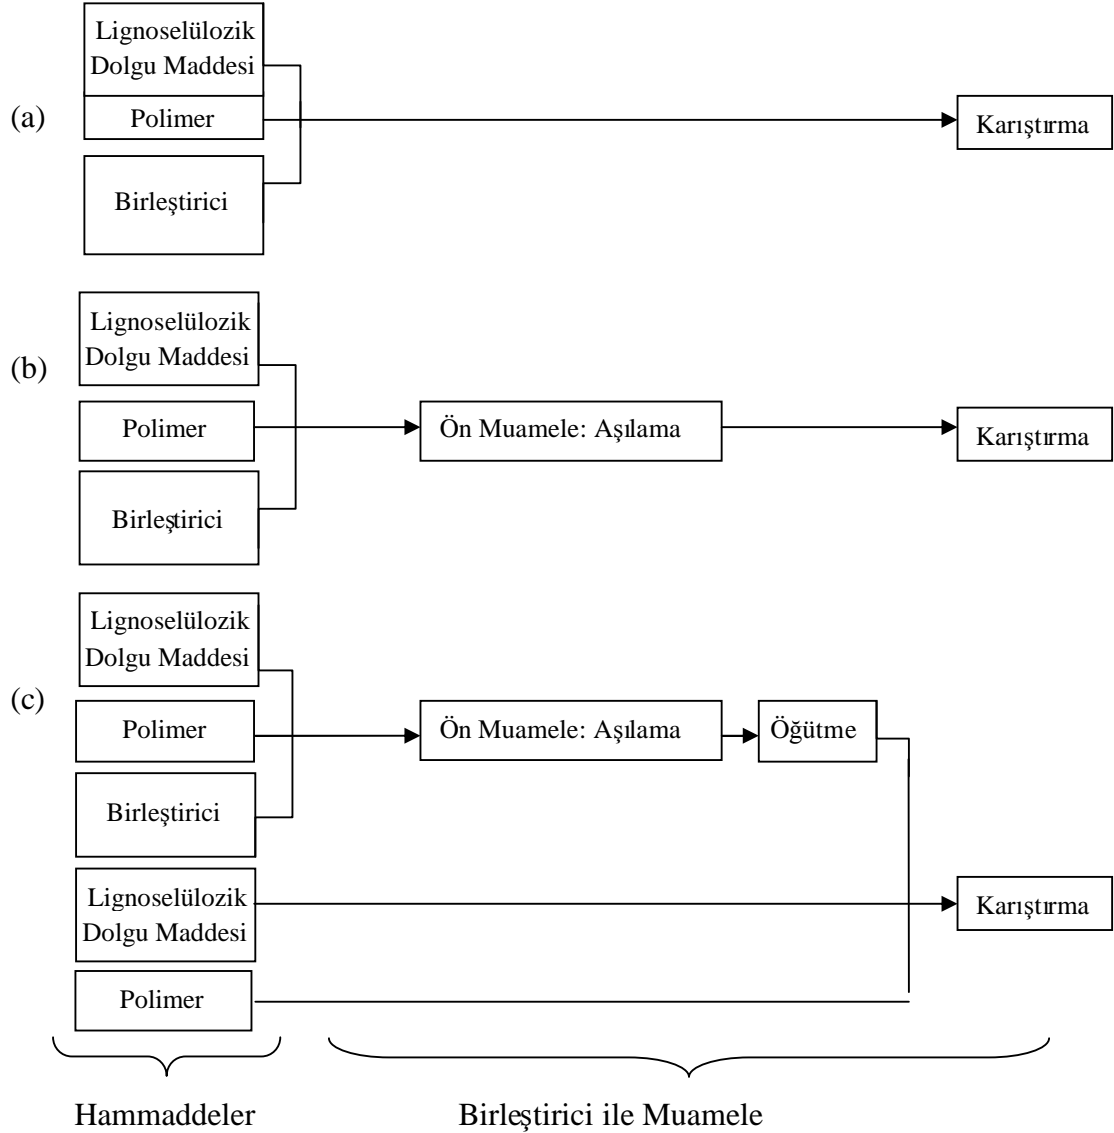 Lignoselülozik
Dolgu Maddesi
(a)
Polimer
Karıştırma
Birleştirici
Lignoselülozik
Dolgu Maddesi
(b)
Polimer
Ön Muamele: Aşılama
Karıştırma
Birleştirici
Lignoselülozik
Dolgu Maddesi
(c)
Polimer
Ön Muamele: Aşılama
Öğütme
Birleştirici
Lignoselülozik
Dolgu Maddesi
Karıştırma
Polimer
Hammaddeler
Birleştirici ile Muamele